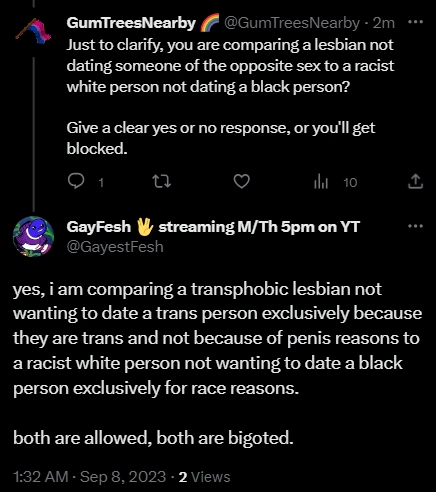 GumTreesNearby 🌈 @GumTreesNearby · 2m ···
Just to clarify, you are comparing a lesbian not
dating someone of the opposite sex to a racist
white person not dating a black person?
Give a clear yes or no response, or you'll get
blocked.
1 10
GayFesh 🖖 streaming M/Th 5pm on YT ···
@GayestFesh
yes, i am comparing a transphobic lesbian not
wanting to date a trans person exclusively because
they are trans and not because of penis reasons to
a racist white person not wanting to date a black
person exclusively for race reasons.
both are allowed, both are bigoted.
1:32 AM · Sep 8, 2023 · 2 Views